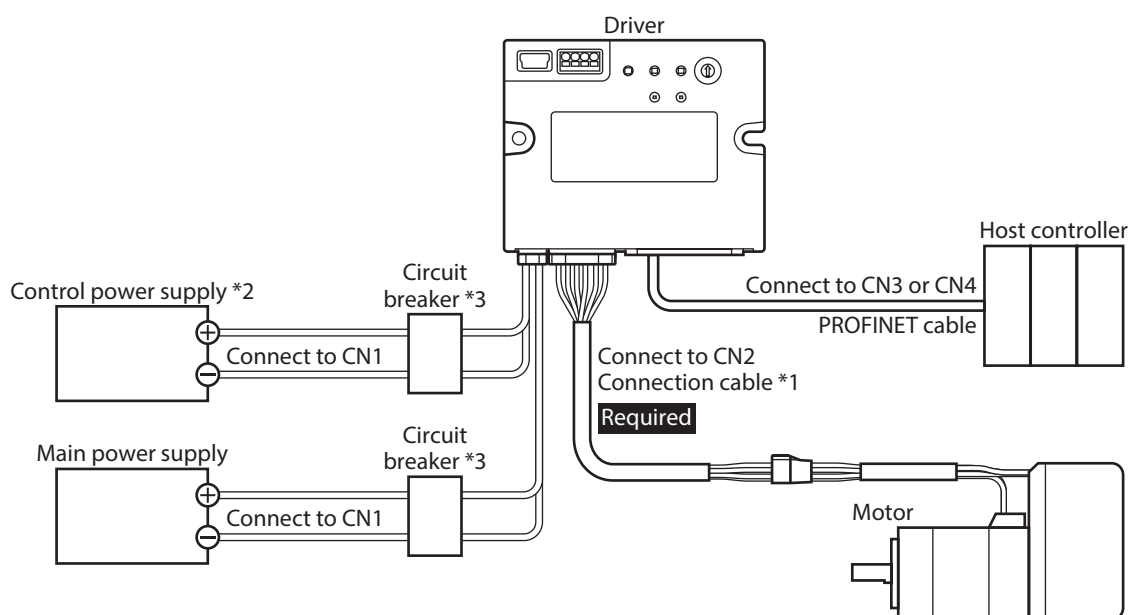 Driver
Host controller
Circuit
breaker *3
Control power supply *2
Connect to CN3 or CN4
PROFINET cable
Connect to CN1
Connect to CN2
Connection cable *1
Required
Circuit
breaker *3
Main power supply
Connect to CN1
Motor